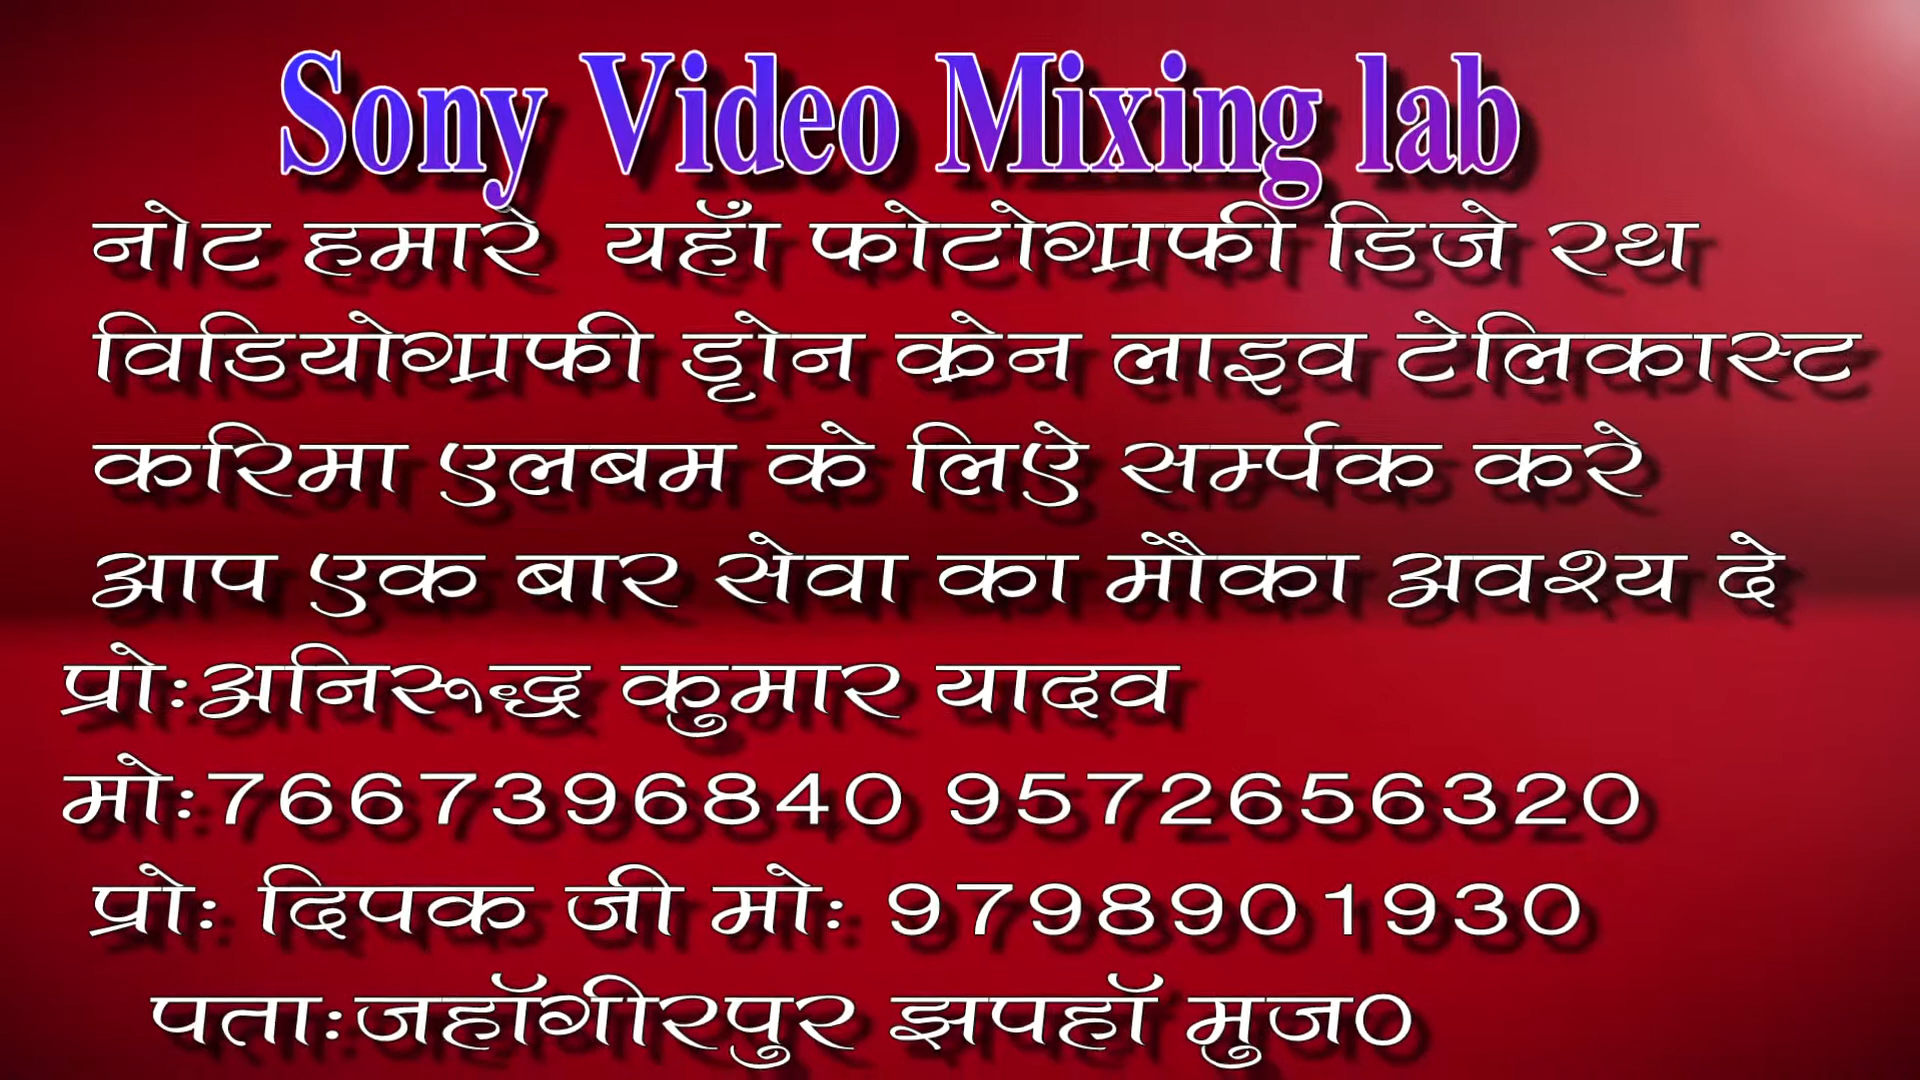 Sony Video Mixing lab
नोट हमारे यहाँ फोटोग्राफी डिजे रथ
विडियोग्राफी ड्रोन क्रेन लाइव टेलिकास्ट
करिमा एलबम के लिऐ सर्म्पक करे
आप एक बार सेवा का मौका अवश्य दे
प्रो:अनिरूद्ध कुमार यादव
मो:7667396840 9572656320
प्रो: दिपक जी मो: 9798901930
पता:जहॉगीरपुर झपहॉ मुज0